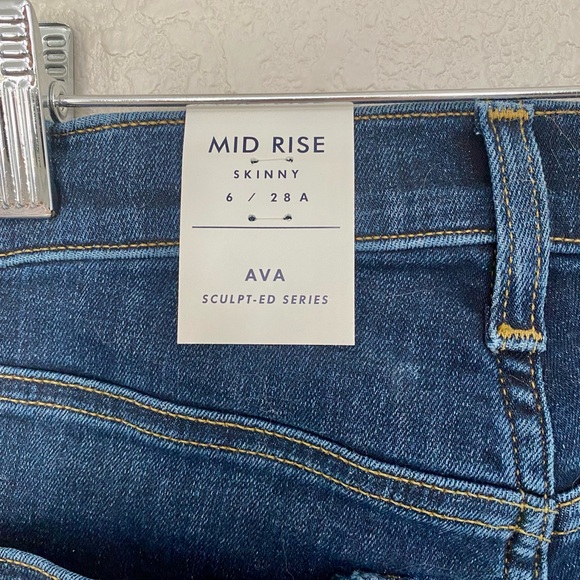 MID RISE
SKINNY
6 / 28 A
AVA
SCULPT-ED SERIES